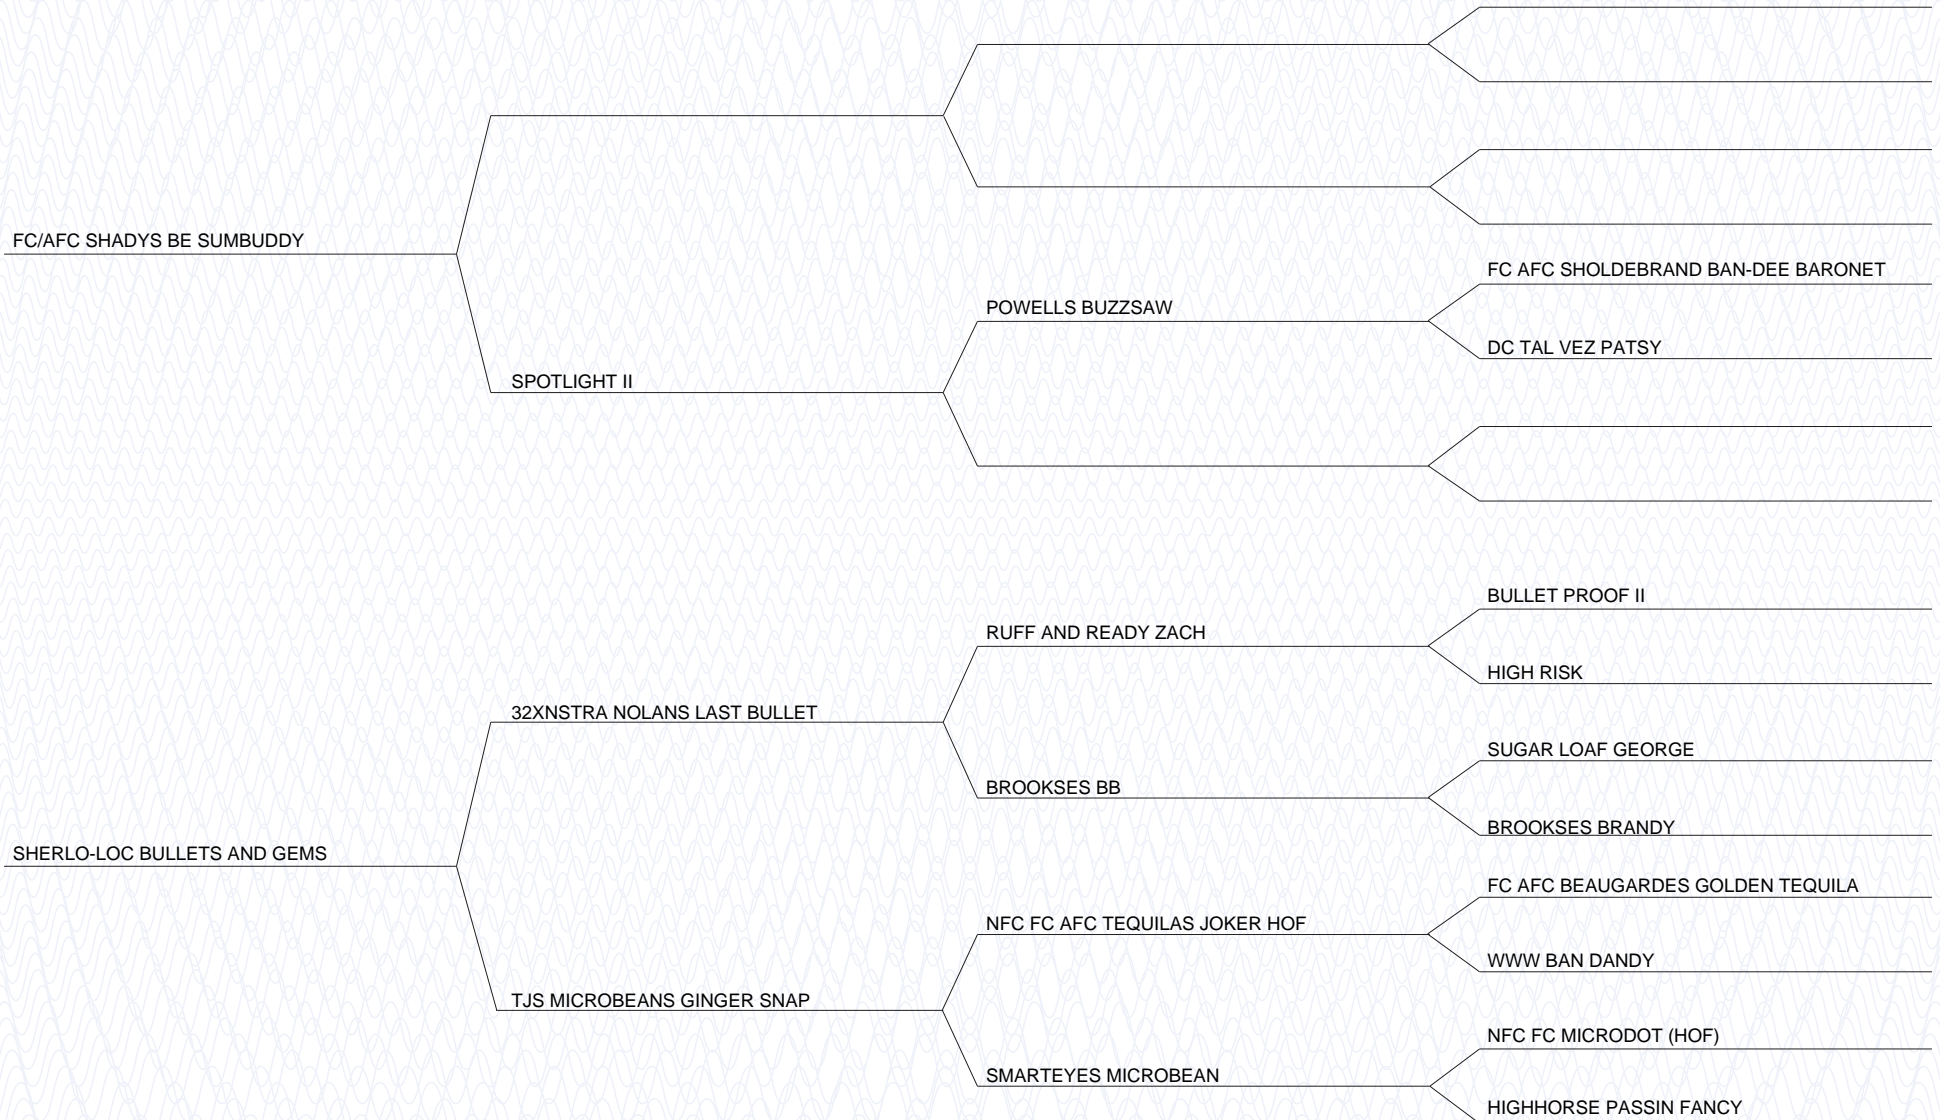 FC/AFC SHADYS BE SUMBUDDY
SPOTLIGHT II
POWELLS BUZZSAW
FC AFC SHOLDEBRAND BAN-DEE BARONET
DC TAL VEZ PATSY
SHERLO-LOC BULLETS AND GEMS
32XNSTRA NOLANS LAST BULLET
RUFF AND READY ZACH
BULLET PROOF II
HIGH RISK
BROOKSES BB
SUGAR LOAF GEORGE
BROOKSES BRANDY
TJS MICROBEANS GINGER SNAP
NFC FC AFC TEQUILAS JOKER HOF
FC AFC BEAUGARDES GOLDEN TEQUILA
WWW BAN DANDY
SMARTEYES MICROBEAN
NFC FC MICRODOT (HOF)
HIGHHORSE PASSIN FANCY